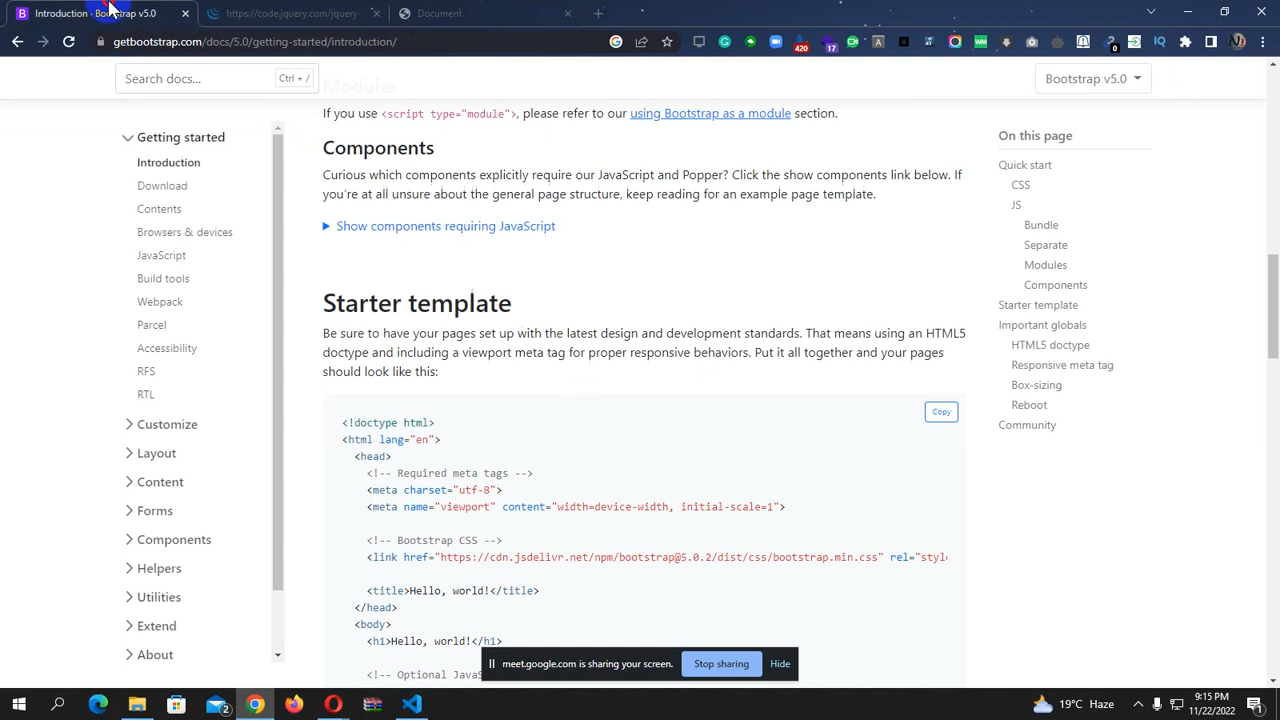 Introduction · Bootstrap v5.0
https://code.jquery.com/jquery-
Document
getbootstrap.com/docs/5.0/getting-started/introduction/
420
17
0
Search docs...
Ctrl + /
Bootstrap v5.0
Modules
If you use <script type="module">, please refer to our using Bootstrap as a module section.
Components
Curious which components explicitly require our JavaScript and Popper? Click the show components link below. If
you're at all unsure about the general page structure, keep reading for an example page template.
Show components requiring JavaScript
Starter template
Be sure to have your pages set up with the latest design and development standards. That means using an HTML5
doctype and including a viewport meta tag for proper responsive behaviors. Put it all together and your pages
should look like this:
Copy
<!doctype html>
<html lang="en">
<head>
<!-- Required meta tags -->
<meta charset="utf-8">
<meta name="viewport" content="width=device-width, initial-scale=1">
<!-- Bootstrap CSS -->
<link href="https://cdn.jsdelivr.net/npm/bootstrap@5.0.2/dist/css/bootstrap.min.css" rel="style
<title>Hello, world!</title>
</head>
<body>
<h1>Hello, world!</h1>
<!-- Optional
Getting started
Introduction
Download
Contents
Browsers & devices
JavaScript
Build tools
Webpack
Parcel
Accessibility
RFS
RTL
Customize
Layout
Content
Forms
Components
Helpers
Utilities
Extend
About
On this page
Quick start
CSS
JS
Bundle
Separate
Modules
Components
Starter template
Important globals
HTML5 doctype
Responsive meta tag
Box-sizing
Reboot
Community
meet.google.com is sharing your screen.
Stop sharing
Hide
19°C Haze
9:15 PM
11/22/2022